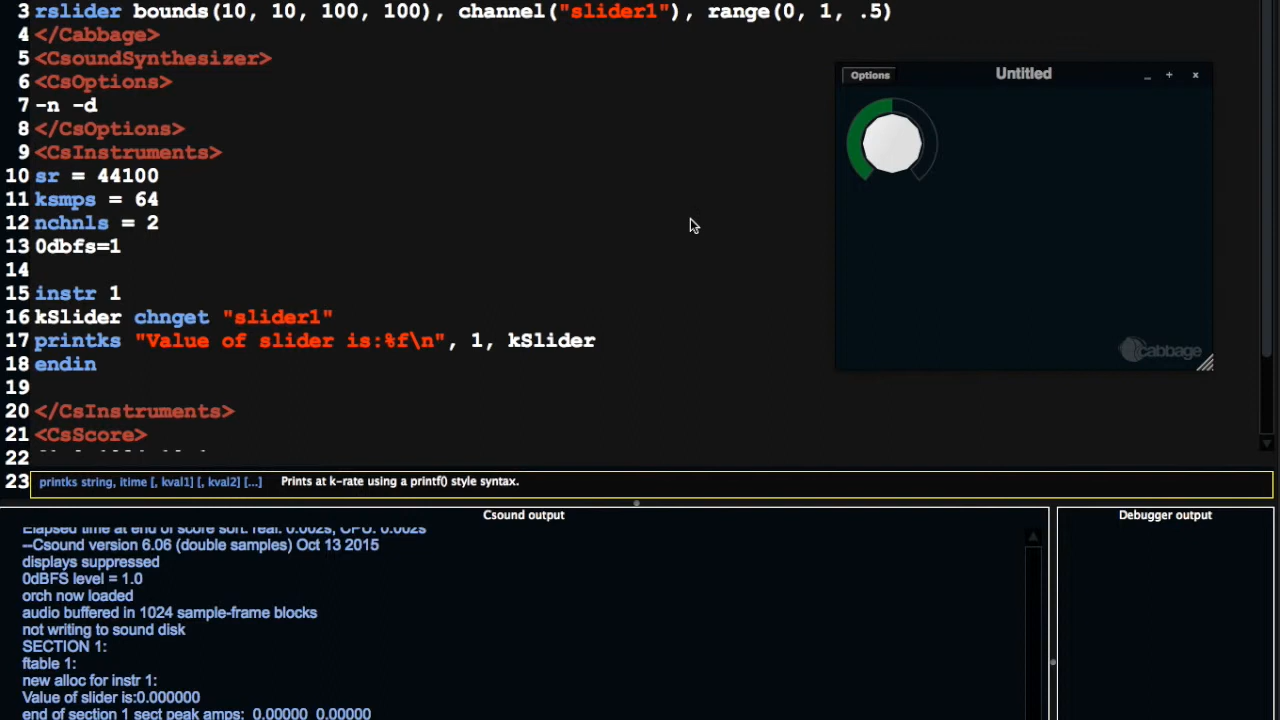 3 rslider bounds(10, 10, 100, 100), channel("slider1"), range(0, 1, .5)
4 </Cabbage>
5 <CsoundSynthesizer>
6 <CsOptions>
7 -n -d
8 </CsOptions>
9 <CsInstruments>
10 sr = 44100
11 ksmps = 64
12 nchnls = 2
13 0dbfs=1
14
15 instr 1
16 kSlider chnget "slider1"
17 printks "Value of slider is:%f\n", 1, kSlider
18 endin
19
20 </CsInstruments>
21 <CsScore>
22
23 printks string, itime [, kval1] [, kval2] [...] Prints at k-rate using a printf() style syntax.
Options
Untitled
cabbage
Csound output
Elapsed time at end of score sort: real: 0.002s, CPU: 0.002s
--Csound version 6.06 (double samples) Oct 13 2015
displays suppressed
0dBFS level = 1.0
orch now loaded
audio buffered in 1024 sample-frame blocks
not writing to sound disk
SECTION 1:
ftable 1:
new alloc for instr 1:
Value of slider is:0.000000
end of section 1 sect peak amps: 0.00000 0.00000
Debugger output